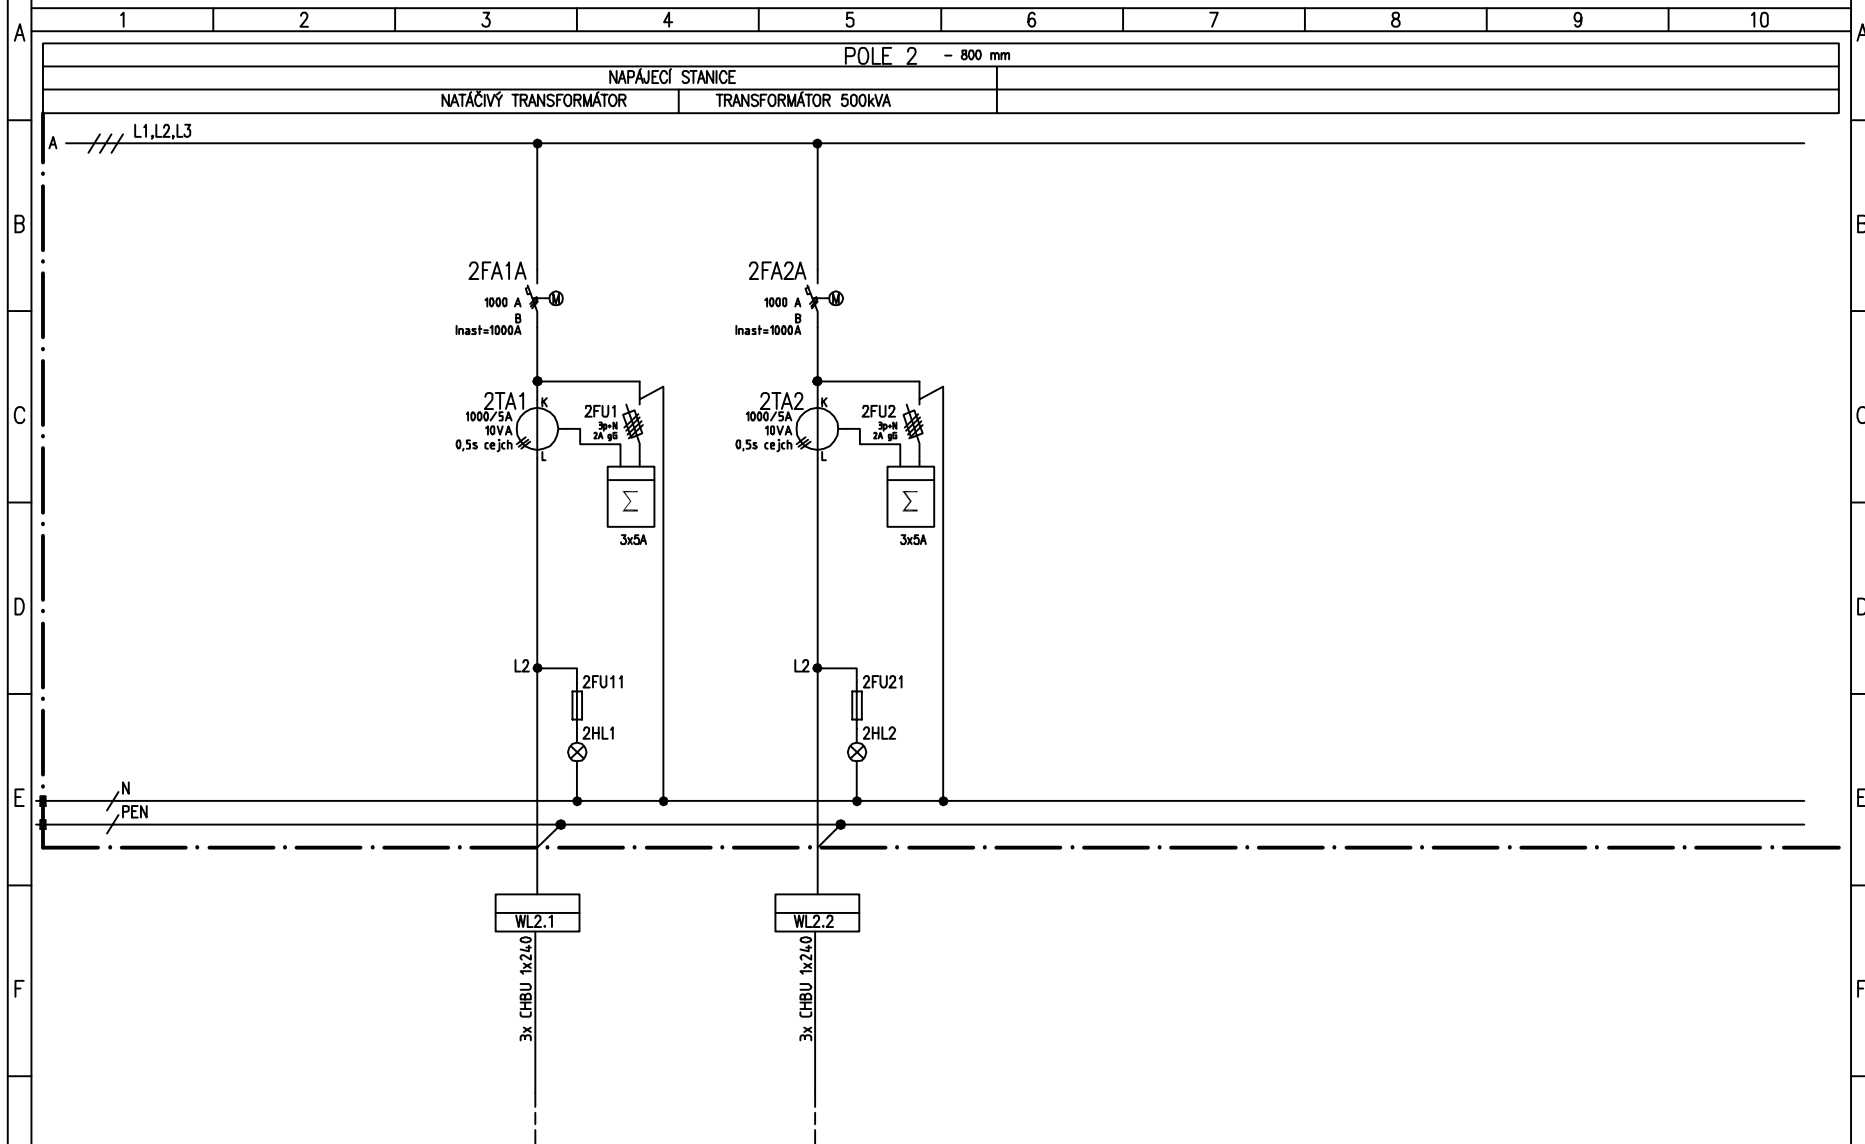 1 2 3 4 5 6 7 8 9 10
A A
POLE 2 - 800 mm
NAPÁJECÍ STANICE
NATÁČIVÝ TRANSFORMÁTOR TRANSFORMÁTOR 500kVA
L1,L2,L3
A
B B
2FA1A 2FA2A
M M
1000 A 1000 A
B B
Inast=1000A Inast=1000A
C C
2TA1 K 2TA2 K
1000/5A 2FU1 1000/5A 2FU2
10VA 3p+N 10VA 3p+N
2A gG 2A gG
0,5s cejch 0,5s cejch
L L
Σ Σ
3x5A 3x5A
D D
L2 L2
2FU11 2FU21
2HL1 2HL2
E E
N
PEN
WL2.1 WL2.2
3x CHBU 1x240 3x CHBU 1x240
F F